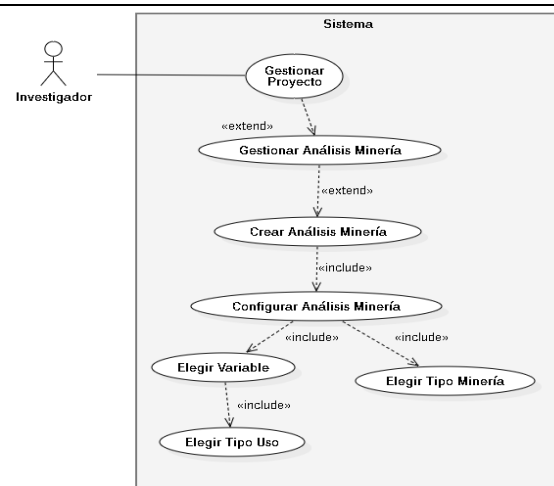 Sistema
Investigador
Gestionar
Proyecto
«extend»
Gestionar Análisis Minería
«extend»
Crear Análisis Minería
«include»
Configurar Análisis Minería
«include»
«include»
Elegir Variable
Elegir Tipo Minería
«include»
Elegir Tipo Uso